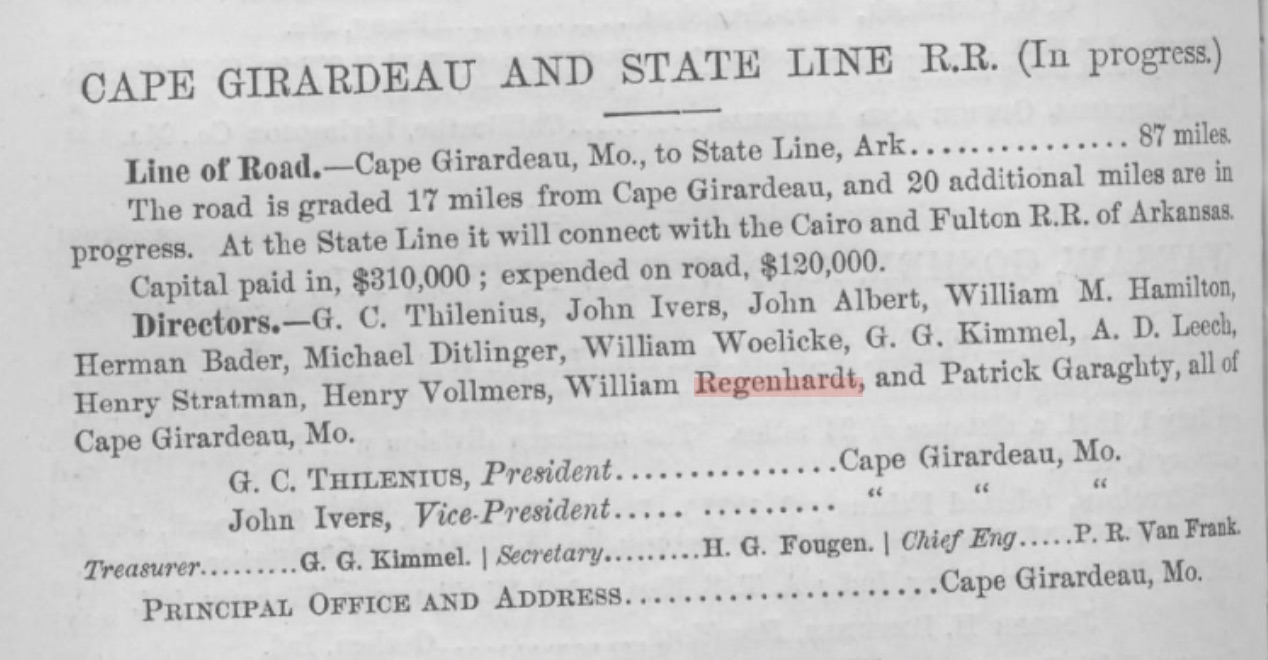 CAPE GIRARDEAU AND STATE LINE R.R. (In progress.)
Line of Road.—Cape Girardeau, Mo., to State Line, Ark............... 87 miles.
The road is graded 17 miles from Cape Girardeau, and 20 additional miles are in
progress. At the State Line it will connect with the Cairo and Fulton R.R. of Arkansas.
Capital paid in, $310,000 ; expended on road, $120,000.
Directors.—G. C. Thilenius, John Ivers, John Albert, William M. Hamilton,
Herman Bader, Michael Ditlinger, William Woelicke, G. G. Kimmel, A. D. Leech,
Henry Stratman, Henry Vollmers, William Regenhardt, and Patrick Garaghty, all of
Cape Girardeau, Mo.
G. C. THILENIUS, President...............Cape Girardeau, Mo.
John Ivers, Vice-President..... ......... “ “ “
Treasurer.........G. G. Kimmel. | Secretary.........H. G. Fougen. | Chief Eng.....P. R. Van Frank.
PRINCIPAL OFFICE AND ADDRESS......................Cape Girardeau, Mo.